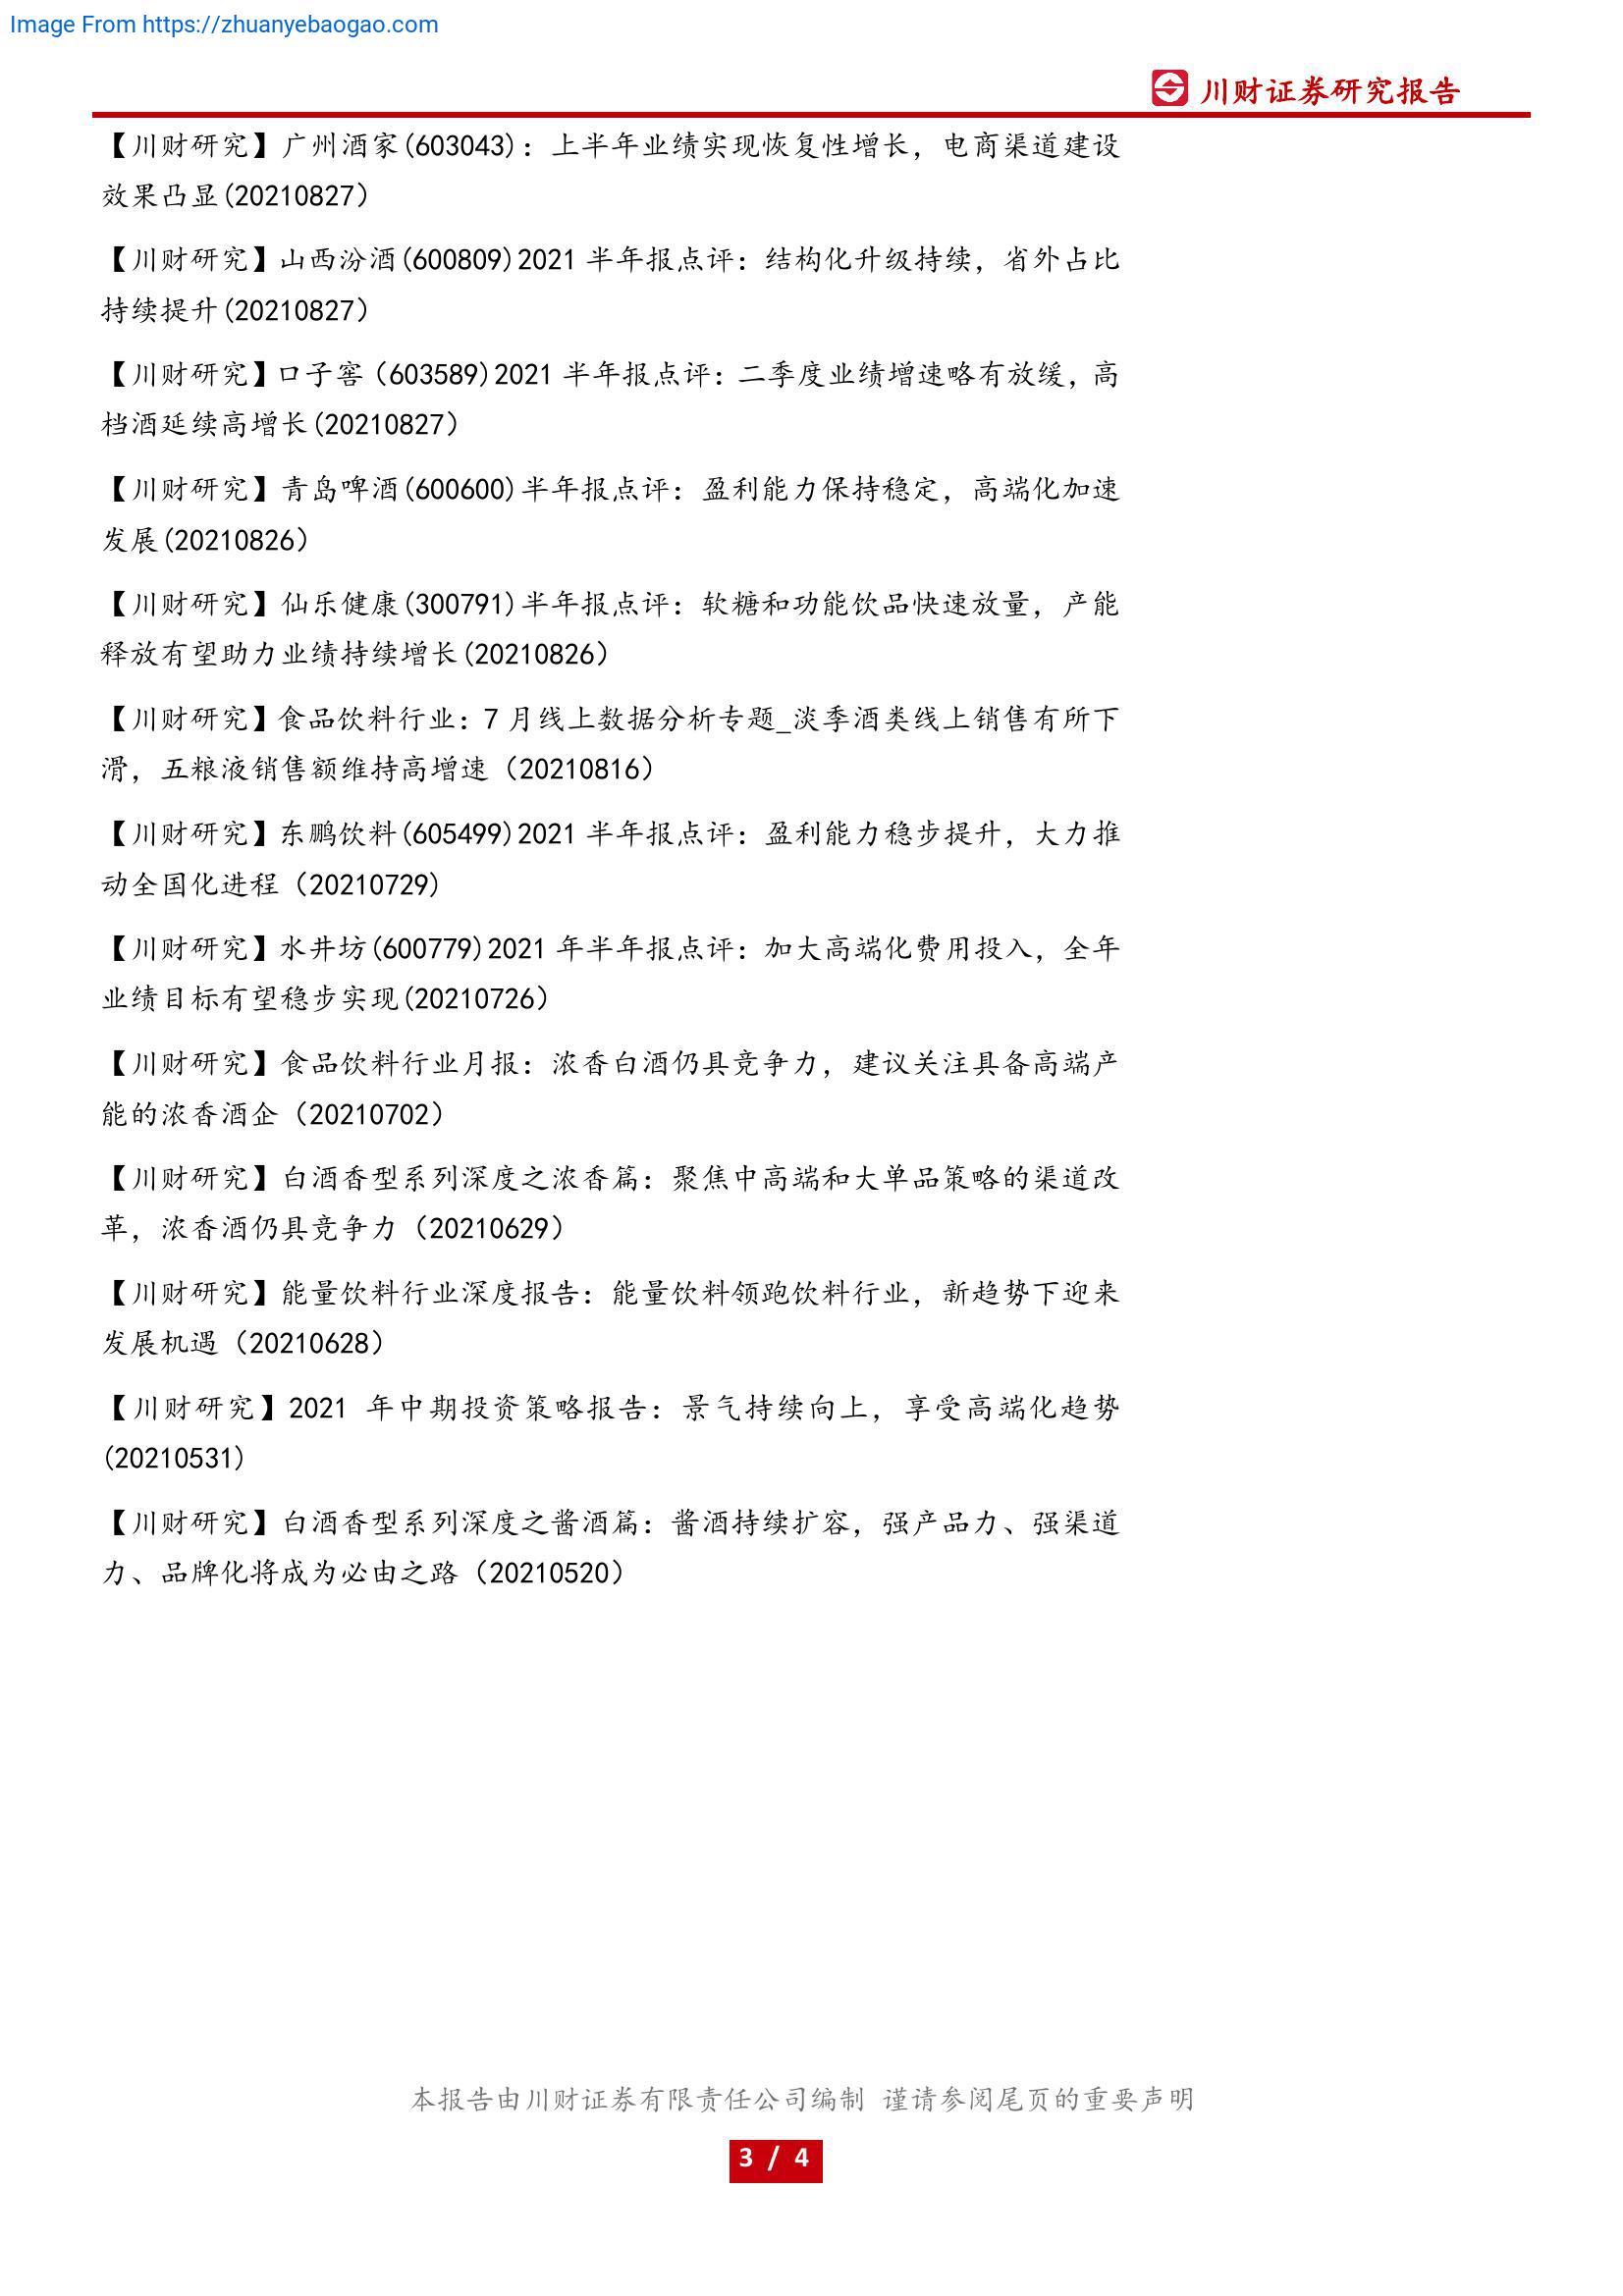 Image From https://zhuanyebaogao.com
川财证券研究报告
【川财研究】广州酒家(603043)：上半年业绩实现恢复性增长，电商渠道建设
效果凸显(20210827）
【川财研究】山西汾酒(600809)2021 半年报点评：结构化升级持续，省外占比
持续提升(20210827）
【川财研究】口子窖（603589)2021 半年报点评：二季度业绩增速略有放缓，高
档酒延续高增长(20210827）
【川财研究】青岛啤酒(600600)半年报点评：盈利能力保持稳定，高端化加速
发展(20210826）
【川财研究】仙乐健康(300791)半年报点评：软糖和功能饮品快速放量，产能
释放有望助力业绩持续增长(20210826）
【川财研究】食品饮料行业：7 月线上数据分析专题_淡季酒类线上销售有所下
滑，五粮液销售额维持高增速（20210816）
【川财研究】东鹏饮料(605499)2021 半年报点评：盈利能力稳步提升，大力推
动全国化进程（20210729)
【川财研究】水井坊(600779)2021 年半年报点评：加大高端化费用投入，全年
业绩目标有望稳步实现(20210726）
【川财研究】食品饮料行业月报：浓香白酒仍具竞争力，建议关注具备高端产
能的浓香酒企（20210702）
【川财研究】白酒香型系列深度之浓香篇：聚焦中高端和大单品策略的渠道改
革，浓香酒仍具竞争力（20210629）
【川财研究】能量饮料行业深度报告：能量饮料领跑饮料行业，新趋势下迎来
发展机遇（20210628）
【川财研究】2021 年中期投资策略报告：景气持续向上，享受高端化趋势
(20210531)
【川财研究】白酒香型系列深度之酱酒篇：酱酒持续扩容，强产品力、强渠道
力、品牌化将成为必由之路（20210520）
本报告由川财证券有限责任公司编制 谨请参阅尾页的重要声明
3 / 4